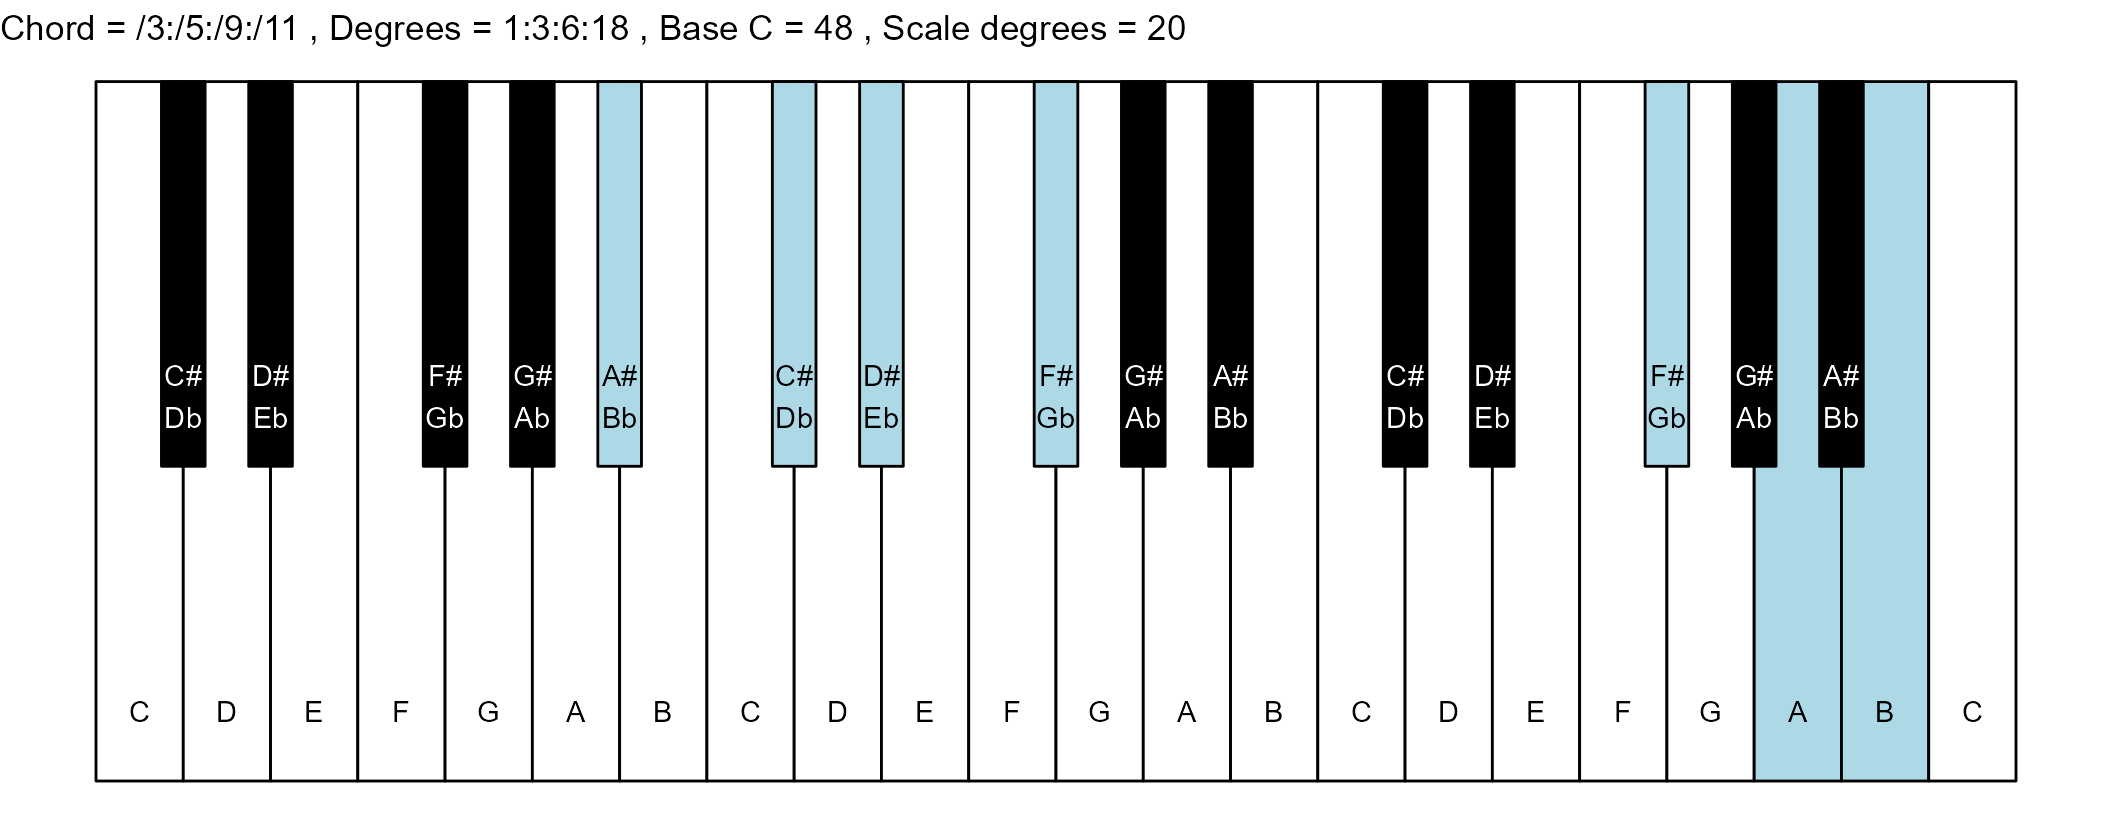 Chord = /3:/5:/9:/11 , Degrees = 1:3:6:18 , Base C = 48 , Scale degrees = 20
C# D# F# G# A# C# D# F# G# A# C# D# F# G# A#
Db Eb Gb Ab Bb Db Eb Gb Ab Bb Db Eb Gb Ab Bb
C D E F G A B C D E F G A B C D E F G A B C